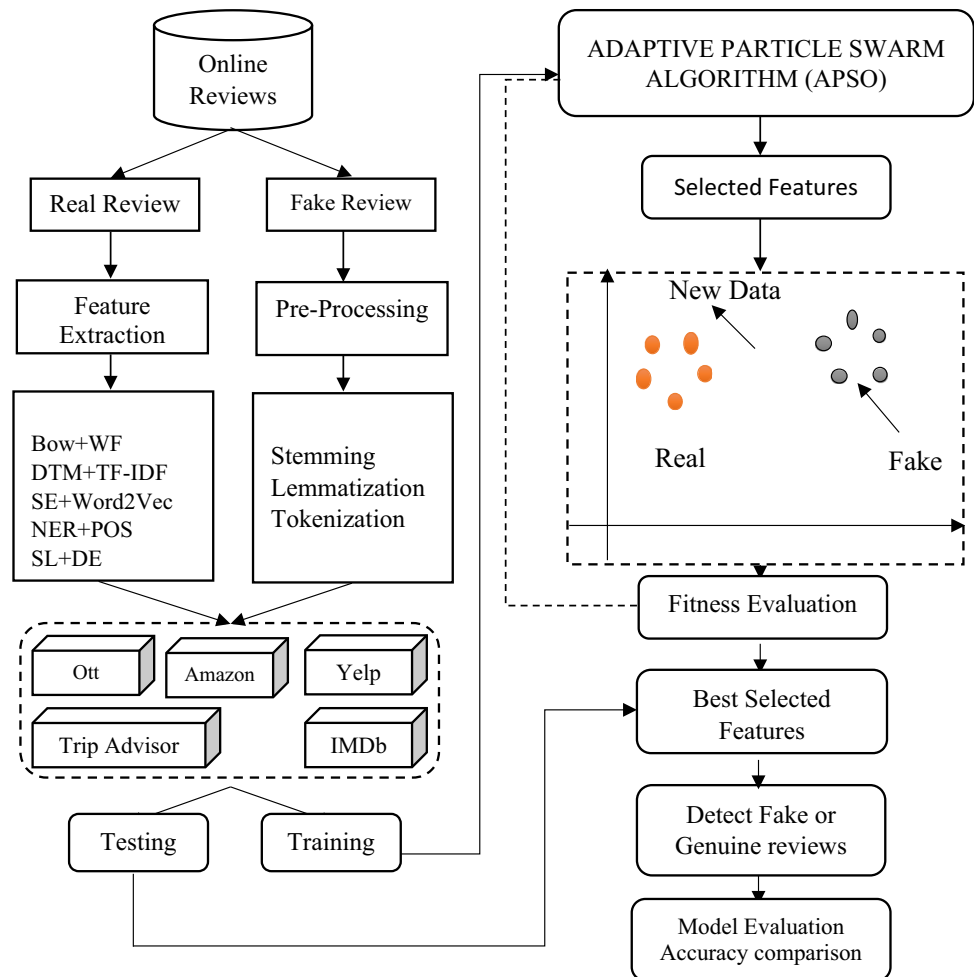 Online
Reviews
Real Review
Fake Review
Feature
Extraction
Pre-Processing
Bow+WF
DTM+TF-IDF
SE+Word2Vec
NER+POS
SL+DE
Stemming
Lemmatization
Tokenization
Ott
Amazon
Yelp
Trip Advisor
IMDb
Testing
Training
ADAPTIVE PARTICLE SWARM
ALGORITHM (APSO)
Selected Features
New Data
Real
Fake
Fitness Evaluation
Best Selected
Features
Detect Fake or
Genuine reviews
Model Evaluation
Accuracy comparison